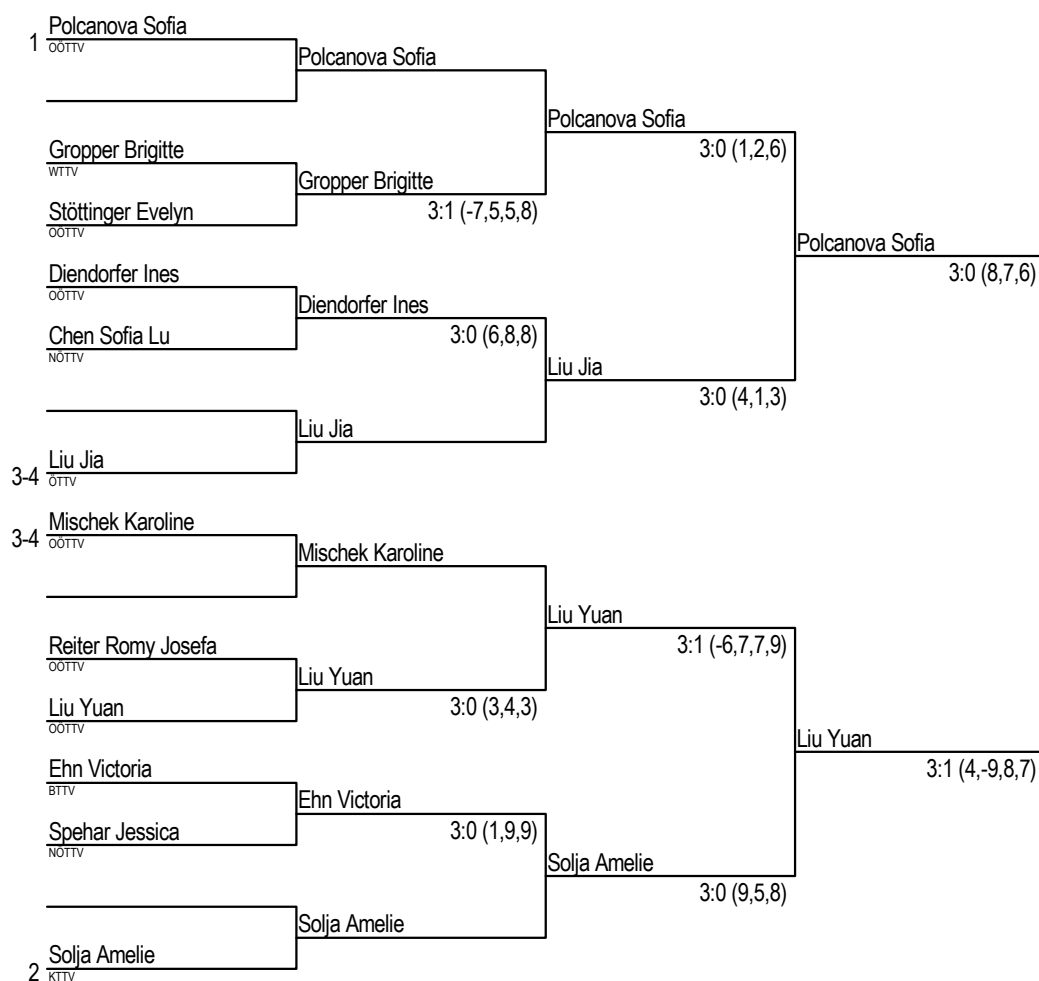 Polcanova Sofia
1
OÖTTV
Polcanova Sofia
Polcanova Sofia
3:0 (1,2,6)
Gropper Brigitte
WTTV
Gropper Brigitte
3:1 (-7,5,5,8)
Stöttinger Evelyn
OÖTTV
Polcanova Sofia
3:0 (8,7,6)
Diendorfer Ines
OÖTTV
Diendorfer Ines
3:0 (6,8,8)
Chen Sofia Lu
NÖTTV
Liu Jia
3:0 (4,1,3)
Liu Jia
Liu Jia
3-4
ÖTTV
Mischek Karoline
3-4
OÖTTV
Mischek Karoline
Liu Yuan
3:1 (-6,7,7,9)
Reiter Romy Josefa
OÖTTV
Liu Yuan
3:0 (3,4,3)
Liu Yuan
OÖTTV
Liu Yuan
3:1 (4,-9,8,7)
Ehn Victoria
BTTV
Ehn Victoria
3:0 (1,9,9)
Spehar Jessica
NÖTTV
Solja Amelie
3:0 (9,5,8)
Solja Amelie
Solja Amelie
2
KTTV